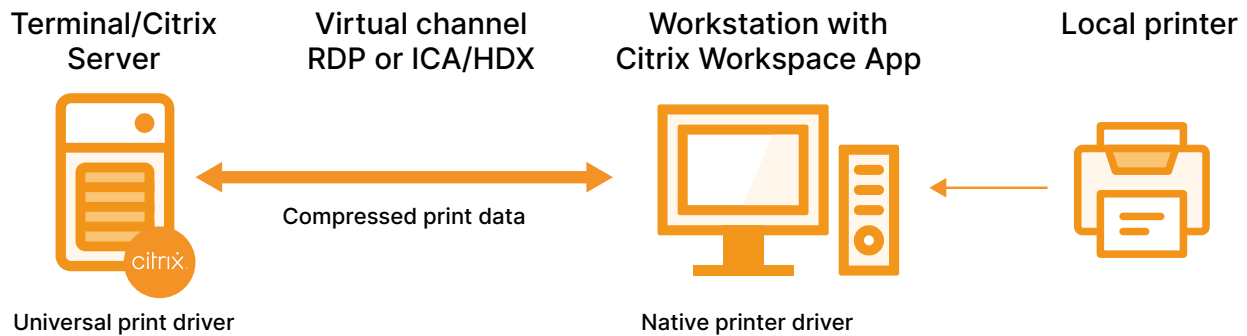 Terminal/Citrix
Server
Virtual channel
RDP or ICA/HDX
Workstation with
Citrix Workspace App
Local printer
Compressed print data
citrix
Universal print driver
Native printer driver